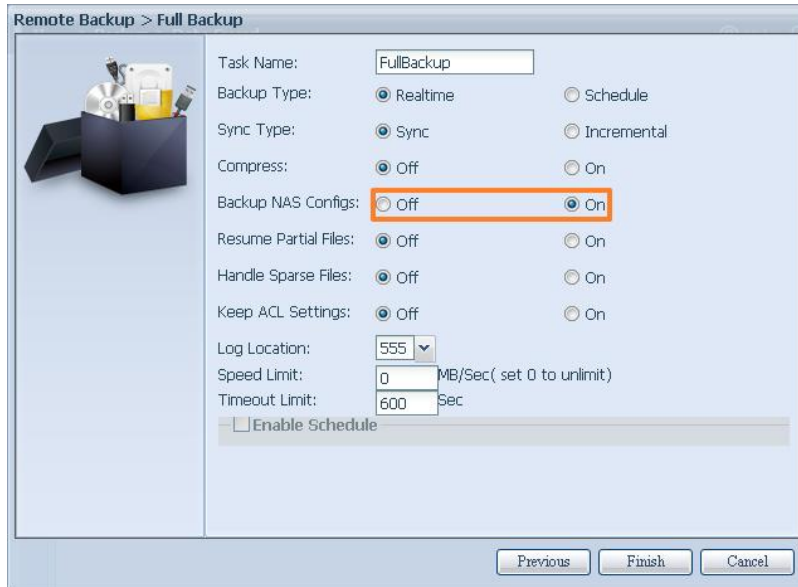 Remote Backup > Full Backup
Task Name: FullBackup
Backup Type: Realtime Schedule
Sync Type: Sync Incremental
Compress: Off On
Backup NAS Configs: Off On
Resume Partial Files: Off On
Handle Sparse Files: Off On
Keep ACL Settings: Off On
Log Location: 555
Speed Limit: 0 MB/Sec( set 0 to unlimit)
Timeout Limit: 600 Sec
Enable Schedule
Previous Finish Cancel